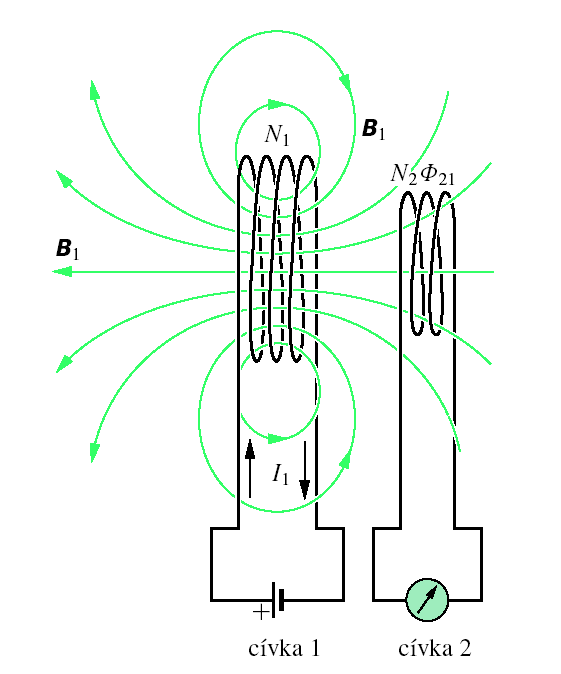 N₁
B₁
N₂Φ₂₁
B₁
I₁
+
cívka 1
cívka 2